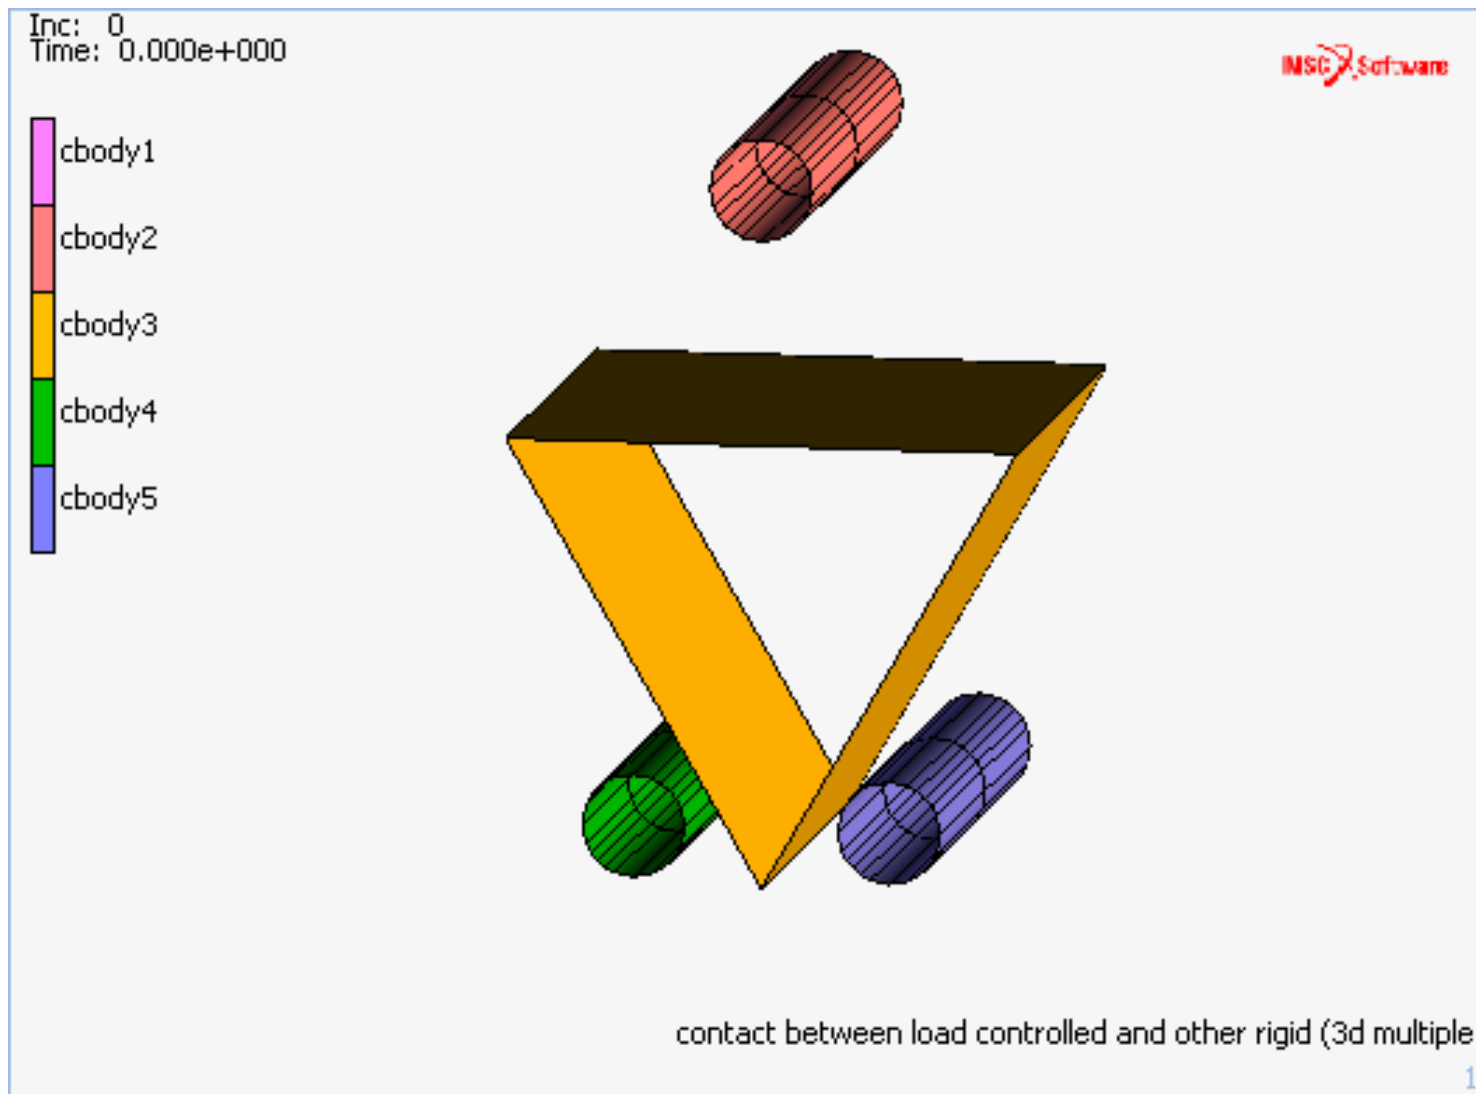 Inc: 0
Time: 0.000e+000
MSC Software
cbody1
cbody2
cbody3
cbody4
cbody5
contact between load controlled and other rigid (3d multiple
1